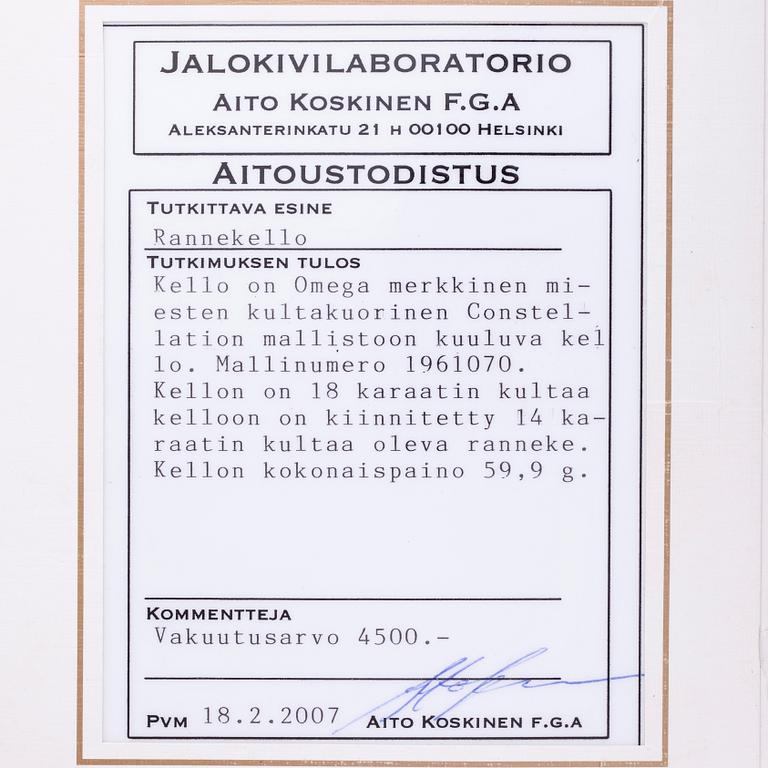 JALOKIVILABORATORIO
AITO KOSKINEN F.G.A
ALEKSANTERINKATU 21 H 00100 HELSINKI
AITOUSTODISTUS
TUTKITTAVA ESINE
Rannekello
TUTKIMUKSEN TULOS
Kello on Omega merkkinen mi-
esten kultakuorinen Constel-
lation mallistoon kuuluva kel
lo. Mallinumero 1961070.
Kellon on 18 karaatin kultaa
kelloon on kiinnitetty 14 ka-
raatin kultaa oleva ranneke.
Kellon kokonaispaino 59,9 g.
KOMMENTTEJA
Vakuutusarvo 4500.-
PVM 18.2.2007 AITO KOSKINEN F.G.A